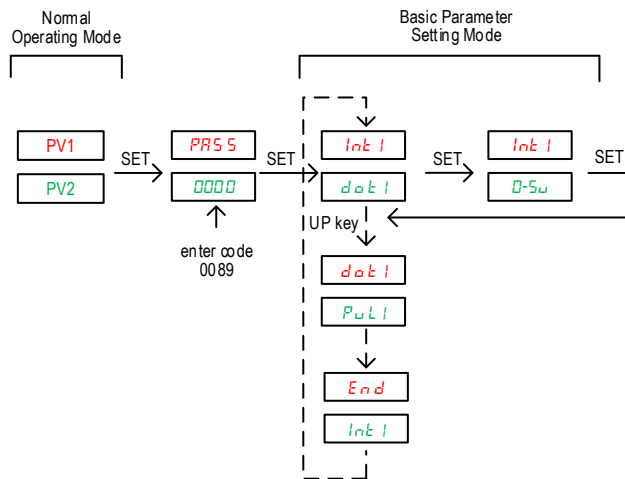 Normal
Operating Mode
Basic Parameter
Setting Mode
PV1
PV2
SET
PASS
0000
enter code
0089
SET
Int1
dot1
UP key
SET
Int1
0-5u
SET
dot1
PuL1
End
Int1